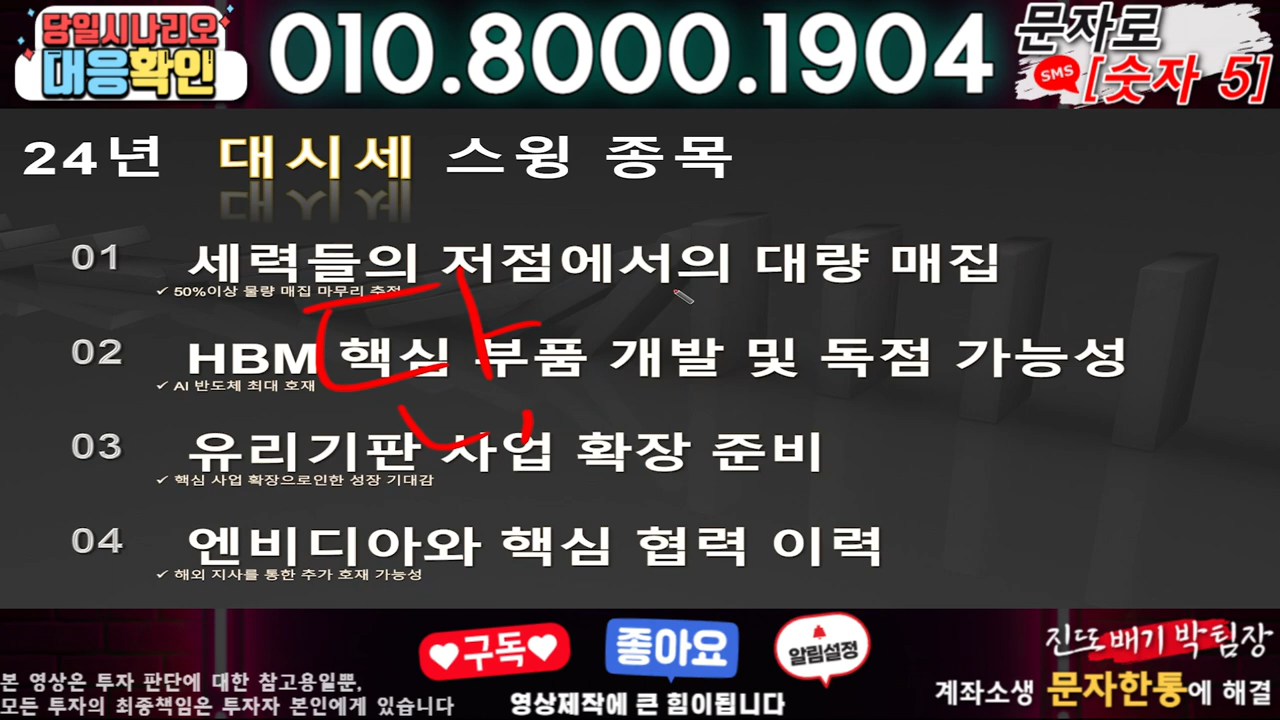 당일시나리오
대응확인
010.8000.1904
문자로
SMS [숫자 5]
24년 대시세 스윙 종목
01 세력들의 저점에서의 대량 매집
✓ 50%이상 물량 매집 마무리 추정
02 HBM 핵심 부품 개발 및 독점 가능성
✓ AI 반도체 최대 호재
단,
03 유리기판 사업 확장 준비
✓ 핵심 사업 확장으로인한 성장 기대감
04 엔비디아와 핵심 협력 이력
✓ 해외 지사를 통한 추가 호재 가능성
구독
좋아요
알림설정
영상제작에 큰 힘이됩니다
본 영상은 투자 판단에 대한 참고용일뿐,
모든 투자의 최종책임은 투자자 본인에게 있습니다
진또배기 박팀장
계좌소생 문자한통에 해결